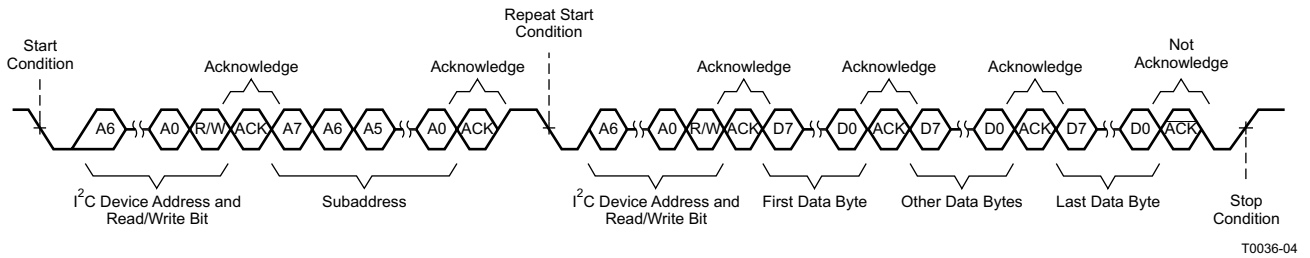 Repeat Start
Condition
Start
Condition
Not
Acknowledge
Acknowledge
Acknowledge
Acknowledge
Acknowledge
Acknowledge
A6 A0 R/W ACK A7 A6 A5 A0 ACK A6 A0 R/W ACK D7 D0 ACK D7 D0 ACK D7 D0 ACK
I²C Device Address and
Read/Write Bit
Subaddress
I²C Device Address and
Read/Write Bit
First Data Byte
Other Data Bytes
Last Data Byte
Stop
Condition
T0036-04